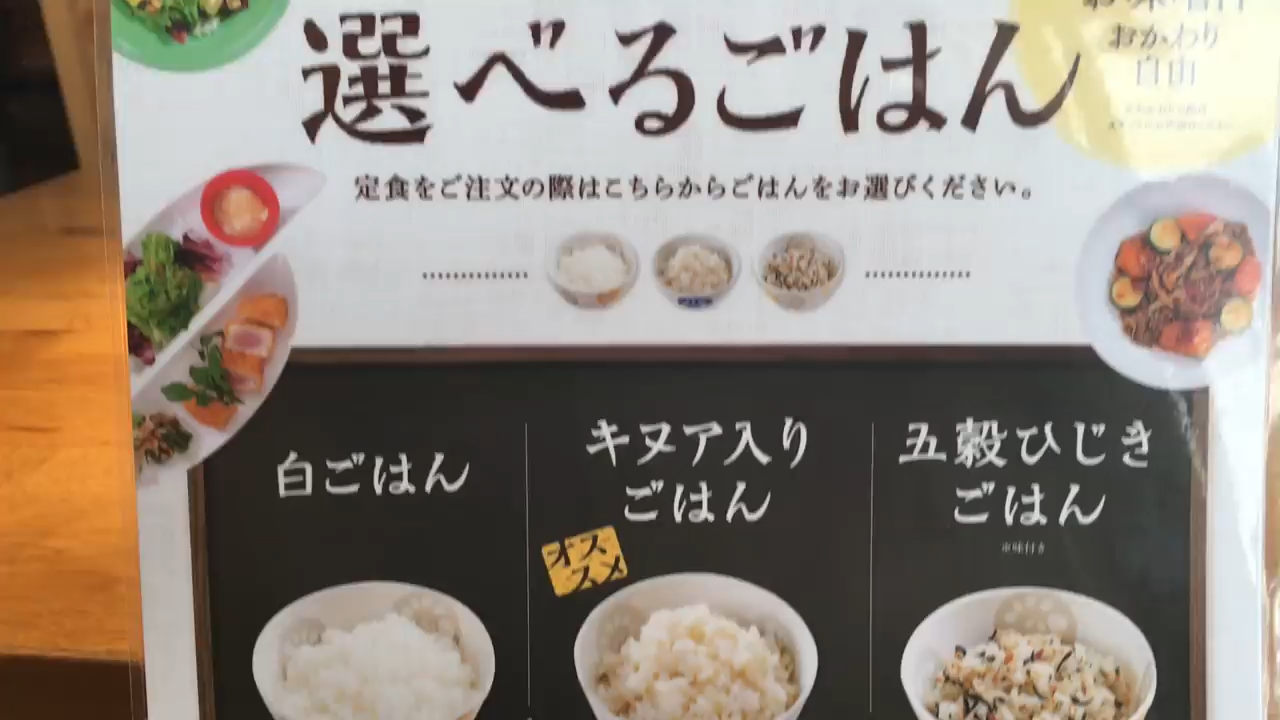 選べるごはん
おかわり
自由
定食をご注文の際はこちらからごはんをお選びください。
白ごはん
キヌア入り
ごはん
オス
スメ
五穀ひじき
ごはん
※味付き